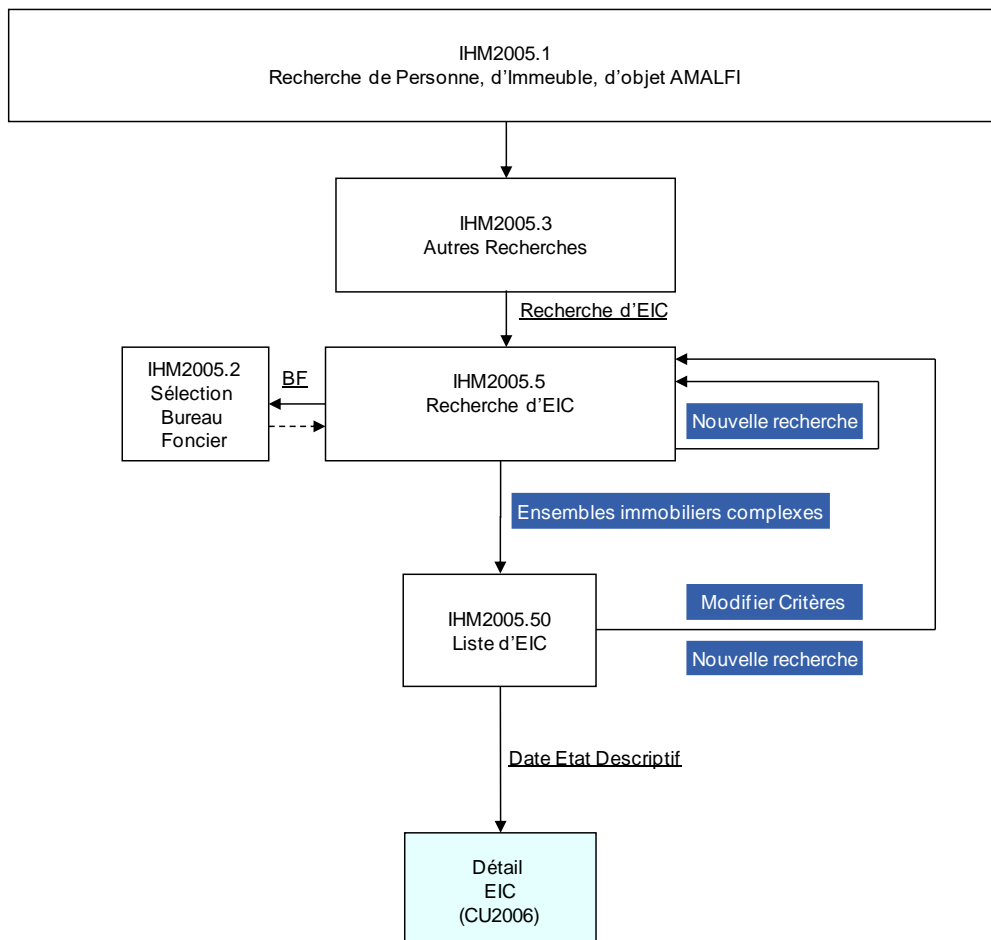 IHM2005.1
Recherche de Personne, d’Immeuble, d’objet AMALFI
IHM2005.3
Autres Recherches
Recherche d’EIC
IHM2005.2
Sélection
Bureau
Foncier
BF
IHM2005.5
Recherche d’EIC
Nouvelle recherche
Ensembles immobiliers complexes
IHM2005.50
Liste d’EIC
Modifier Critères
Nouvelle recherche
Date Etat Descriptif
Détail
EIC
(CU2006)